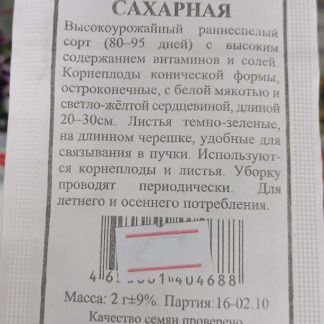 САХАРНАЯ
Высокоурожайный раннеспелый
сорт (80–95 дней) с высоким
содержанием витаминов и солей.
Корнеплоды конической формы,
остроконечные, с белой мякотью и
светло-жёлтой сердцевиной, длиной
20–30см. Листья темно-зеленые,
на длинном черешке, удобные для
связывания в пучки. Используют-
ся корнеплоды и листья. Уборку
проводят периодически. Для
летнего и осеннего потребления.
Масса: 2 г±9%. Партия: 16-02.10
Качество семян проверено